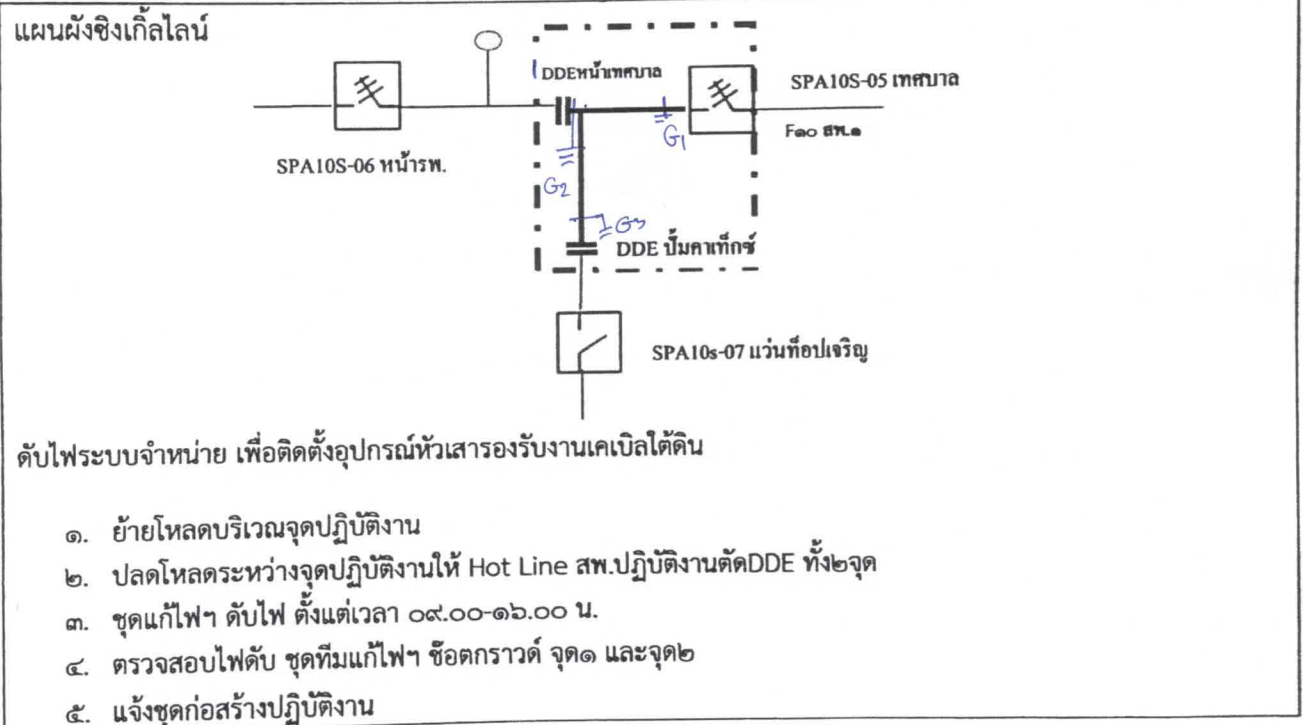 แผนผังซิงเกิ้ลไลน์
DDEหน้าเทศบาล
SPA10S-05 เทศบาล
F๑๐ สพ.๑
G1
SPA10S-06 หน้ารพ.
G2
G3
DDE ปั๊มคาเท็กซ์
SPA10s-07 แว่นท็อปเจริญ
ดับไฟระบบจำหน่าย เพื่อติดตั้งอุปกรณ์หัวเสารองรับงานเคเบิลใต้ดิน
๑. ย้ายโหลดบริเวณจุดปฏิบัติงาน
๒. ปลดโหลดระหว่างจุดปฏิบัติงานให้ Hot Line สพ.ปฏิบัติงานตัดDDE ทั้ง๒จุด
๓. ชุดแก้ไฟฯ ดับไฟ ตั้งแต่เวลา ๐๙.๐๐-๑๖.๐๐ น.
๔. ตรวจสอบไฟดับ ชุดทีมแก้ไฟฯ ช๊อตกราวด์ จุด๑ และจุด๒
๕. แจ้งชุดก่อสร้างปฏิบัติงาน